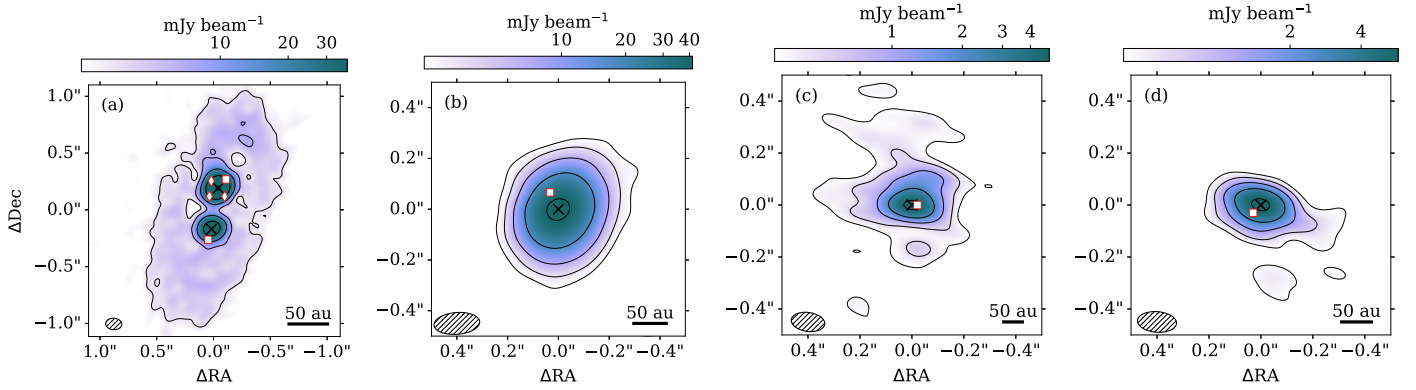 mJy beam⁻¹ mJy beam⁻¹ mJy beam⁻¹ mJy beam⁻¹
10 20 30 10 20 30 40 1 2 3 4 2 4
(a) (b) (c) (d)
1.0"
0.5"
0.0"
−0.5"
−1.0"
ΔDec
50 au
1.0" 0.5" 0.0" −0.5" −1.0"
ΔRA
0.4"
0.2"
0.0"
−0.2"
−0.4"
50 au
0.4" 0.2" 0.0" −0.2" −0.4"
ΔRA
0.4"
0.2"
0.0"
−0.2"
−0.4"
50 au
0.4" 0.2" 0.0" −0.2" −0.4"
ΔRA
0.4"
0.2"
0.0"
−0.2"
−0.4"
50 au
0.4" 0.2" 0.0" −0.2" −0.4"
ΔRA